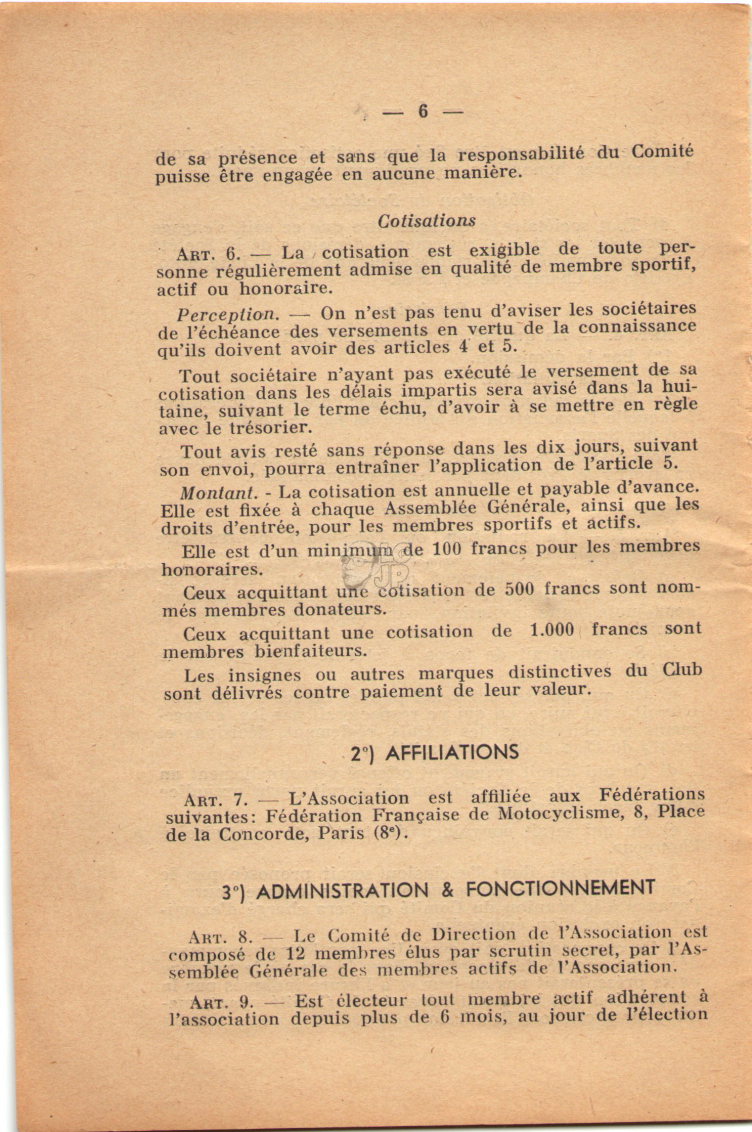 — 6 —
de sa présence et sans que la responsabilité du Comité
puisse être engagée en aucune manière.
Cotisations
ART. 6. — La cotisation est exigible de toute per-
sonne régulièrement admise en qualité de membre sportif,
actif ou honoraire.
Perception. — On n'est pas tenu d'aviser les sociétaires
de l'échéance des versements en vertu de la connaissance
qu'ils doivent avoir des articles 4 et 5.
Tout sociétaire n'ayant pas exécuté le versement de sa
cotisation dans les délais impartis sera avisé dans la hui-
taine, suivant le terme échu, d'avoir à se mettre en règle
avec le trésorier.
Tout avis resté sans réponse dans les dix jours, suivant
son envoi, pourra entraîner l'application de l'article 5.
Montant. - La cotisation est annuelle et payable d'avance.
Elle est fixée à chaque Assemblée Générale, ainsi que les
droits d'entrée, pour les membres sportifs et actifs.
Elle est d'un minimum de 100 francs pour les membres
honoraires.
Ceux acquittant une cotisation de 500 francs sont nom-
més membres donateurs.
Ceux acquittant une cotisation de 1.000 francs sont
membres bienfaiteurs.
Les insignes ou autres marques distinctives du Club
sont délivrés contre paiement de leur valeur.
2°) AFFILIATIONS
ART. 7. — L'Association est affiliée aux Fédérations
suivantes: Fédération Française de Motocyclisme, 8, Place
de la Concorde, Paris (8e).
3°) ADMINISTRATION & FONCTIONNEMENT
ART. 8. — Le Comité de Direction de l'Association est
composé de 12 membres élus par scrutin secret, par l'As-
semblée Générale des membres actifs de l'Association.
ART. 9. — Est électeur tout membre actif adhérent à
l'association depuis plus de 6 mois, au jour de l'élection